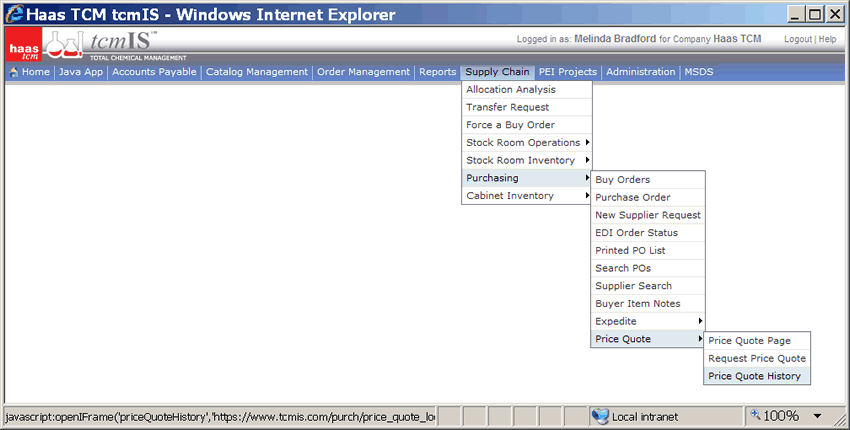 Haas TCM tcmIS - Windows Internet Explorer
haas
tcm
tcmIS™
TOTAL CHEMICAL MANAGEMENT
Logged in as: Melinda Bradford for Company Haas TCM
Logout | Help
Home | Java App | Accounts Payable | Catalog Management | Order Management | Reports | Supply Chain | PEI Projects | Administration | MSDS
Allocation Analysis
Transfer Request
Force a Buy Order
Stock Room Operations
Stock Room Inventory
Purchasing
Cabinet Inventory
Buy Orders
Purchase Order
New Supplier Request
EDI Order Status
Printed PO List
Search POs
Supplier Search
Buyer Item Notes
Expedite
Price Quote
Price Quote Page
Request Price Quote
Price Quote History
javascript:openIFrame('priceQuoteHistory','https://www.tcmis.com/purch/price_quote_lo
Local intranet
100%